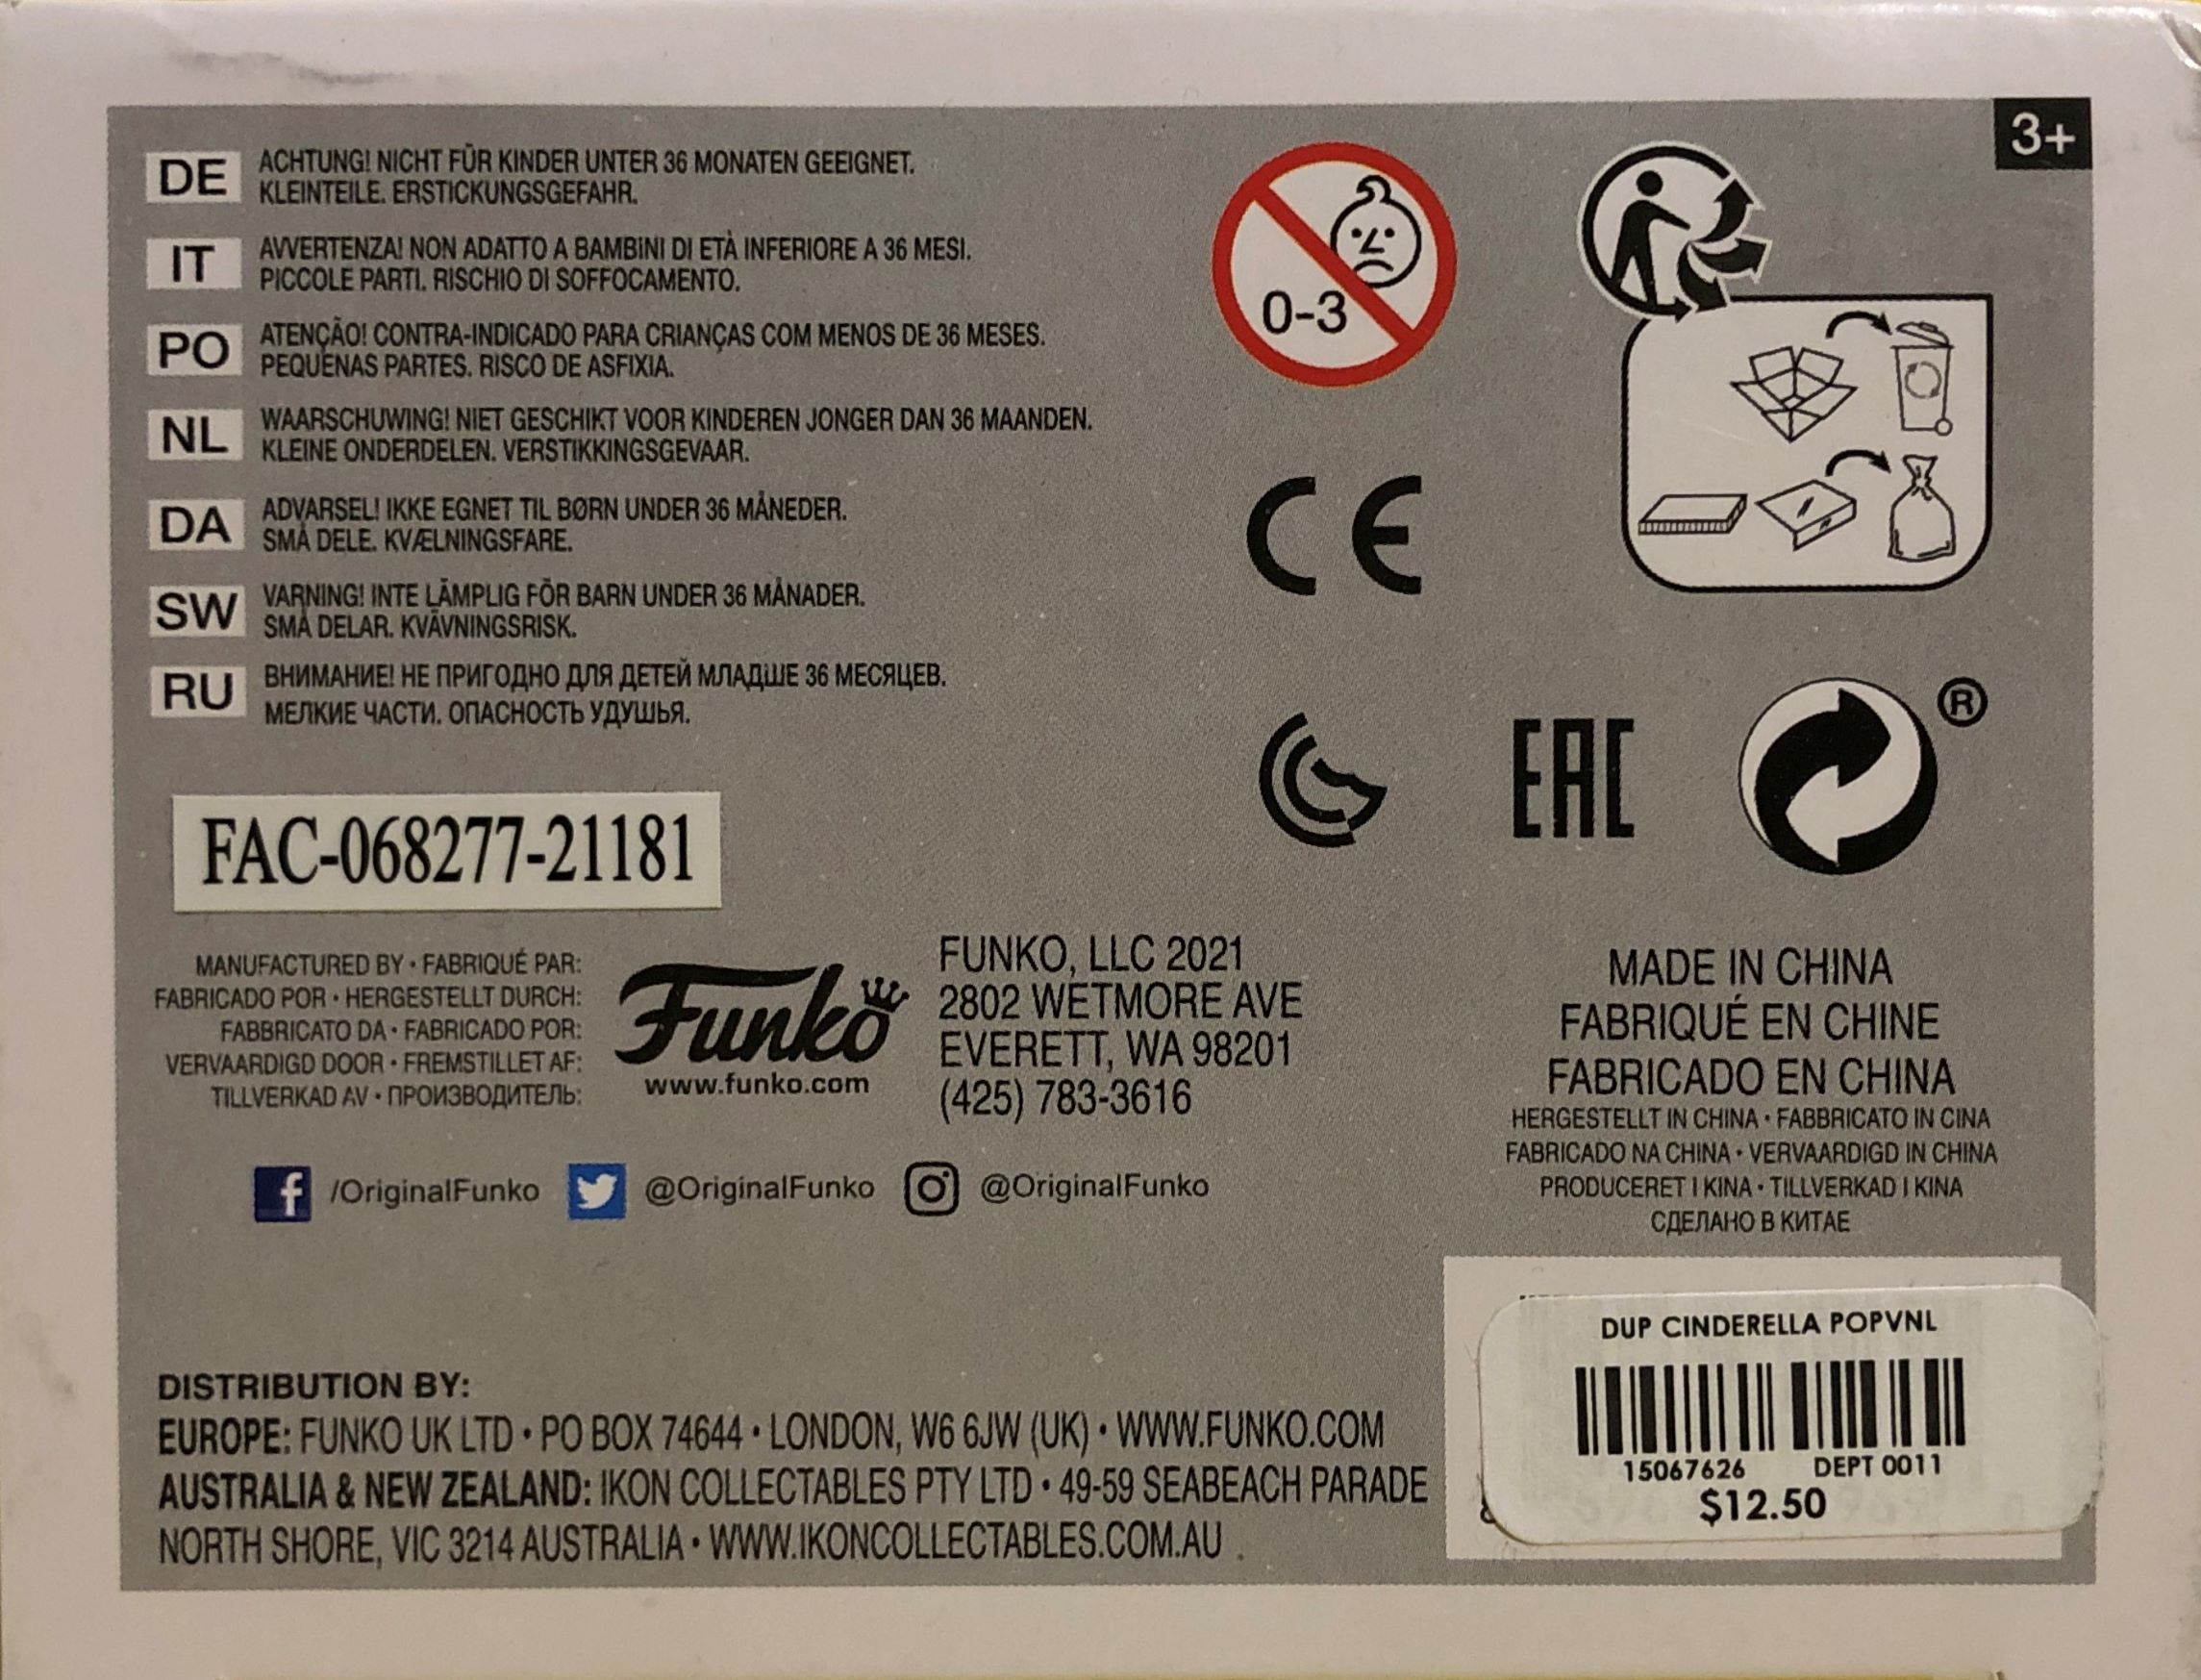 3+
DE
ACHTUNG! NICHT FÜR KINDER UNTER 36 MONATEN GEEIGNET.
KLEINTEILE. ERSTICKUNGSGEFAHR.
IT
AVVERTENZA! NON ADATTO A BAMBINI DI ETÀ INFERIORE A 36 MESI.
PICCOLE PARTI. RISCHIO DI SOFFOCAMENTO.
PO
ATENÇÃO! CONTRA-INDICADO PARA CRIANÇAS COM MENOS DE 36 MESES.
PEQUENAS PARTES. RISCO DE ASFIXIA.
NL
WAARSCHUWING! NIET GESCHIKT VOOR KINDEREN JONGER DAN 36 MAANDEN.
KLEINE ONDERDELEN. VERSTIKKINGSGEVAAR.
DA
ADVARSEL! IKKE EGNET TIL BØRN UNDER 36 MÅNEDER.
SMÅ DELE. KVÆLNINGSFARE.
SW
VARNING! INTE LÄMPLIG FÖR BARN UNDER 36 MÅNADER.
SMÅ DELAR. KVÄVNINGSRISK.
RU
ВНИМАНИЕ! НЕ ПРИГОДНО ДЛЯ ДЕТЕЙ МЛАДШЕ 36 МЕСЯЦЕВ.
МЕЛКИЕ ЧАСТИ. ОПАСНОСТЬ УДУШЬЯ.
0-3
CE
EAC
®
FAC-068277-21181
MANUFACTURED BY • FABRIQUÉ PAR:
FABRICADO POR • HERGESTELLT DURCH:
FABBRICATO DA • FABRICADO POR:
VERVAARDIGD DOOR • FREMSTILLET AF:
TILLVERKAD AV • ПРОИЗВОДИТЕЛЬ:
Funko
www.funko.com
FUNKO, LLC 2021
2802 WETMORE AVE
EVERETT, WA 98201
(425) 783-3616
MADE IN CHINA
FABRIQUÉ EN CHINE
FABRICADO EN CHINA
HERGESTELLT IN CHINA • FABBRICATO IN CINA
FABRICADO NA CHINA • VERVAARDIGD IN CHINA
PRODUCERET I KINA • TILLVERKAD I KINA
СДЕЛАНО В КИТАЕ
/OriginalFunko @OriginalFunko @OriginalFunko
DISTRIBUTION BY:
EUROPE: FUNKO UK LTD • PO BOX 74644 • LONDON, W6 6JW (UK) • WWW.FUNKO.COM
AUSTRALIA & NEW ZEALAND: IKON COLLECTABLES PTY LTD • 49-59 SEABEACH PARADE
NORTH SHORE, VIC 3214 AUSTRALIA • WWW.IKONCOLLECTABLES.COM.AU
DUP CINDERELLA POPVNL
15067626 DEPT 0011
$12.50